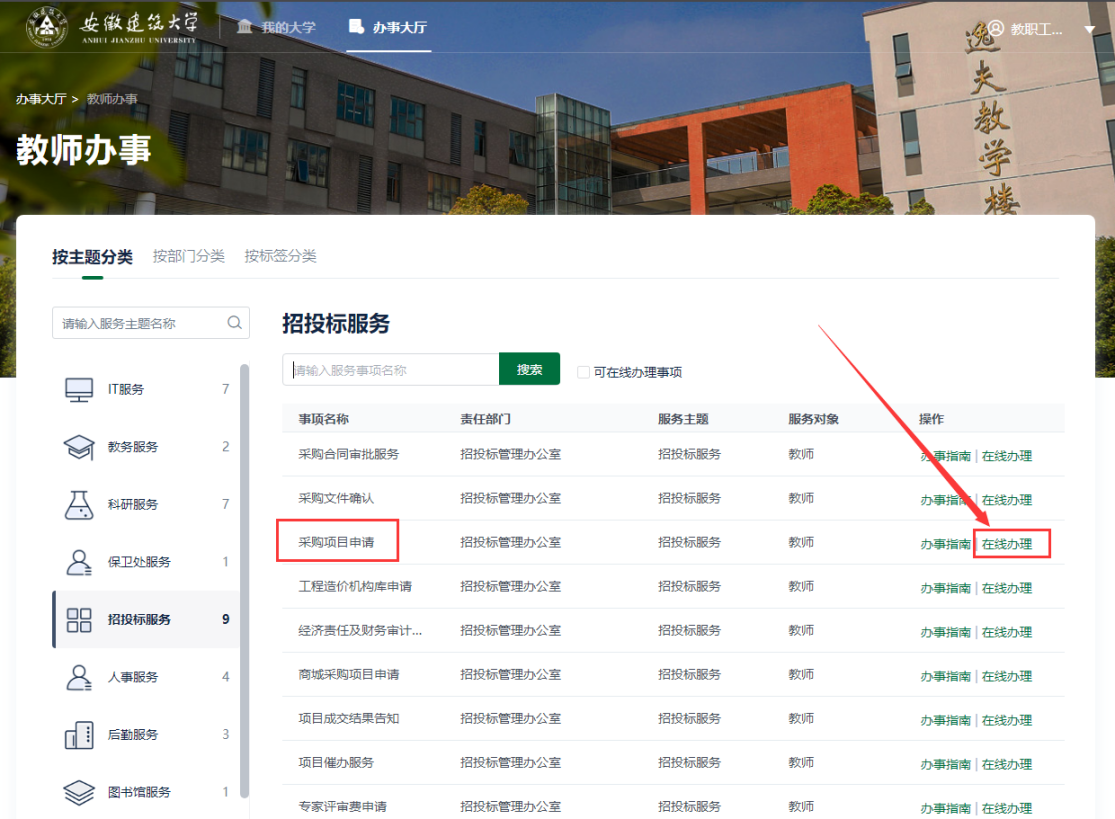 安徽建筑大学
ANHUI JIANZHU UNIVERSITY
我的大学
办事大厅
教职工...
逸夫教学楼
办事大厅 > 教师办事
教师办事
按主题分类 按部门分类 按标签分类
请输入服务主题名称
IT服务 7
教务服务 2
科研服务 7
保卫处服务 1
招投标服务 9
人事服务 4
后勤服务 3
图书馆服务 1
招投标服务
请输入服务事项名称 搜索 可在线办理事项
事项名称 责任部门 服务主题 服务对象 操作
采购合同审批服务 招投标管理办公室 招投标服务 教师 办事指南 | 在线办理
采购文件确认 招投标管理办公室 招投标服务 教师 办事指南 | 在线办理
采购项目申请 招投标管理办公室 招投标服务 教师 办事指南 | 在线办理
工程造价机构库申请 招投标管理办公室 招投标服务 教师 办事指南 | 在线办理
经济责任及财务审计... 招投标管理办公室 招投标服务 教师 办事指南 | 在线办理
商城采购项目申请 招投标管理办公室 招投标服务 教师 办事指南 | 在线办理
项目成交结果告知 招投标管理办公室 招投标服务 教师 办事指南 | 在线办理
项目催办服务 招投标管理办公室 招投标服务 教师 办事指南 | 在线办理
专家评审费申请 招投标管理办公室 招投标服务 教师 办事指南 | 在线办理